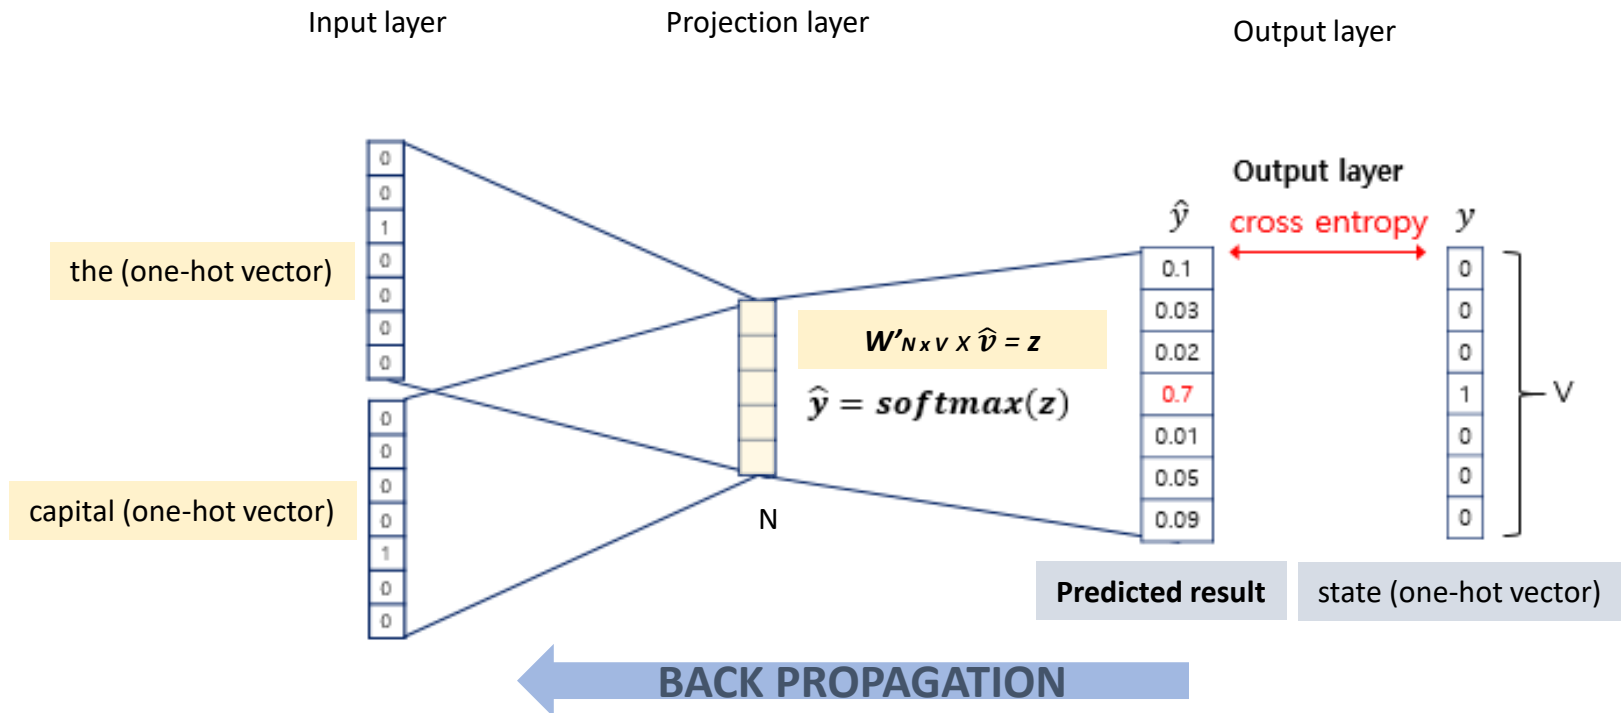 Input layer
Projection layer
Output layer
the (one-hot vector)
0
0
1
0
0
0
0
capital (one-hot vector)
0
0
0
0
1
0
0
N
W'N x V X v̂ = z
ŷ = softmax(z)
Output layer
ŷ
cross entropy
y
0.1
0.03
0.02
0.7
0.01
0.05
0.09
0
0
0
1
0
0
0
V
Predicted result
state (one-hot vector)
BACK PROPAGATION